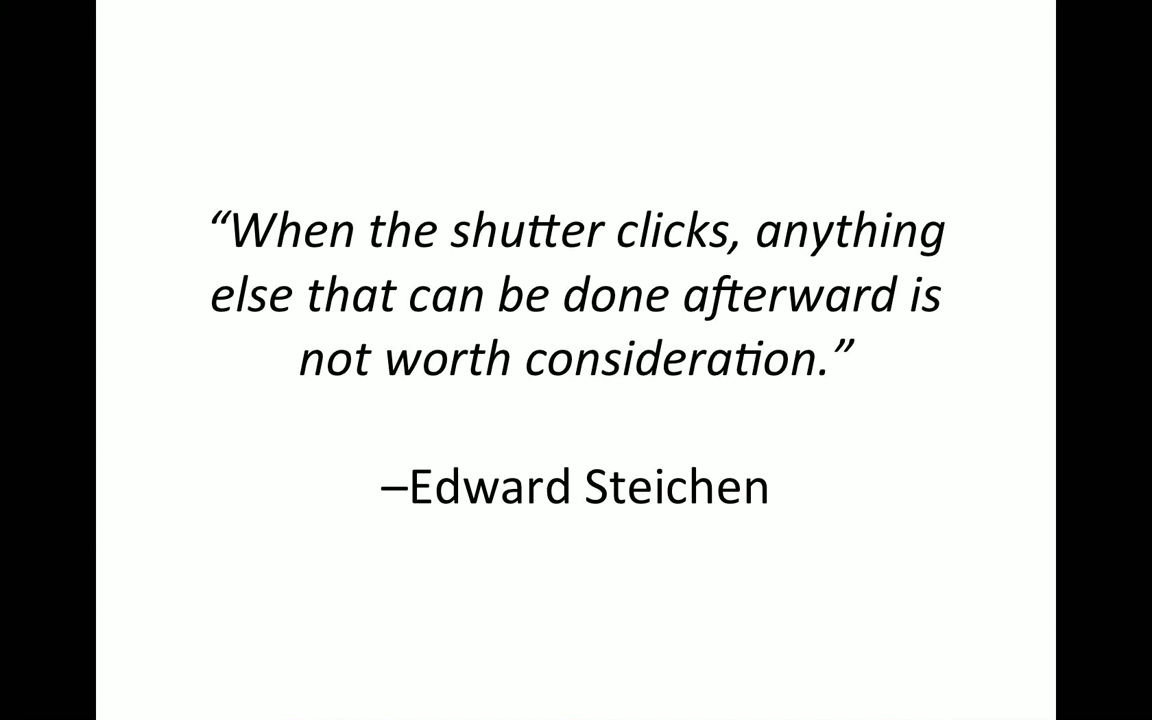 “When the shutter clicks, anything
else that can be done afterward is
not worth consideration.”
–Edward Steichen